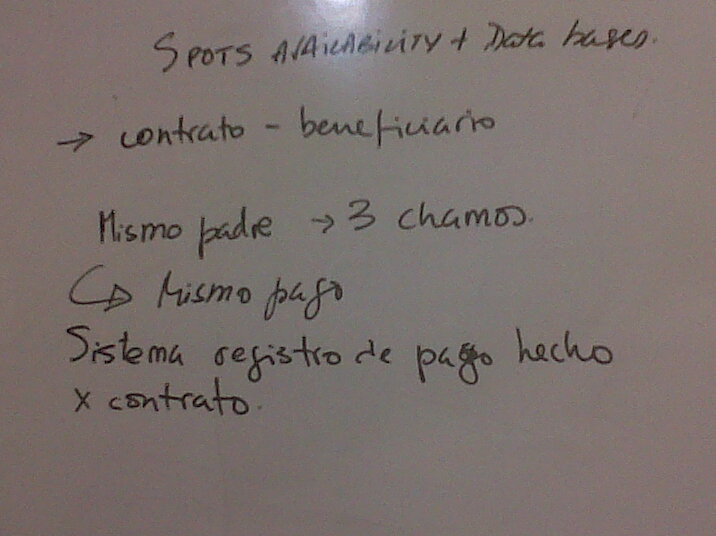 SPOTS AVAILABILITY + Data bases.
→ contrato - beneficiario
Mismo padre → 3 chamos.
↪ Mismo pago
Sistema registro de pago hecho
x contrato.